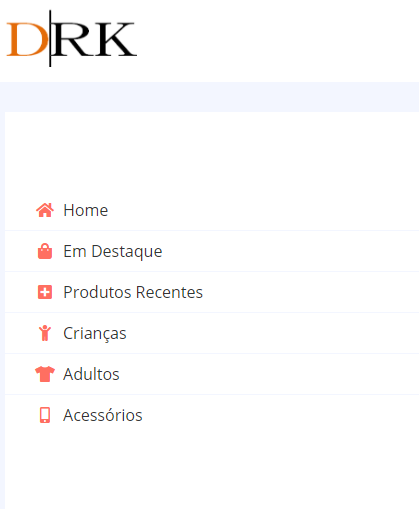 DRK
Home
Em Destaque
Produtos Recentes
Crianças
Adultos
Acessórios